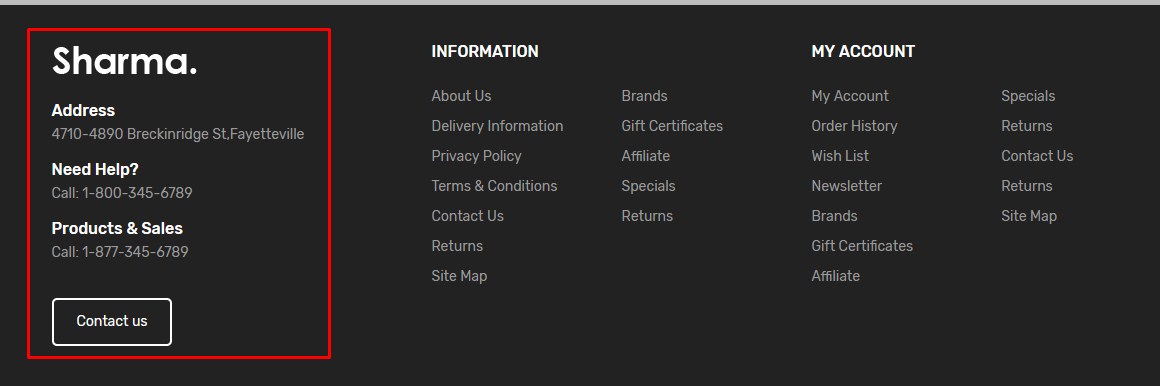 Sharma.
Address
4710-4890 Breckinridge St,Fayetteville
Need Help?
Call: 1-800-345-6789
Products & Sales
Call: 1-877-345-6789
Contact us
INFORMATION
About Us
Delivery Information
Privacy Policy
Terms & Conditions
Contact Us
Returns
Site Map
Brands
Gift Certificates
Affiliate
Specials
Returns
MY ACCOUNT
My Account
Order History
Wish List
Newsletter
Brands
Gift Certificates
Affiliate
Specials
Returns
Contact Us
Returns
Site Map